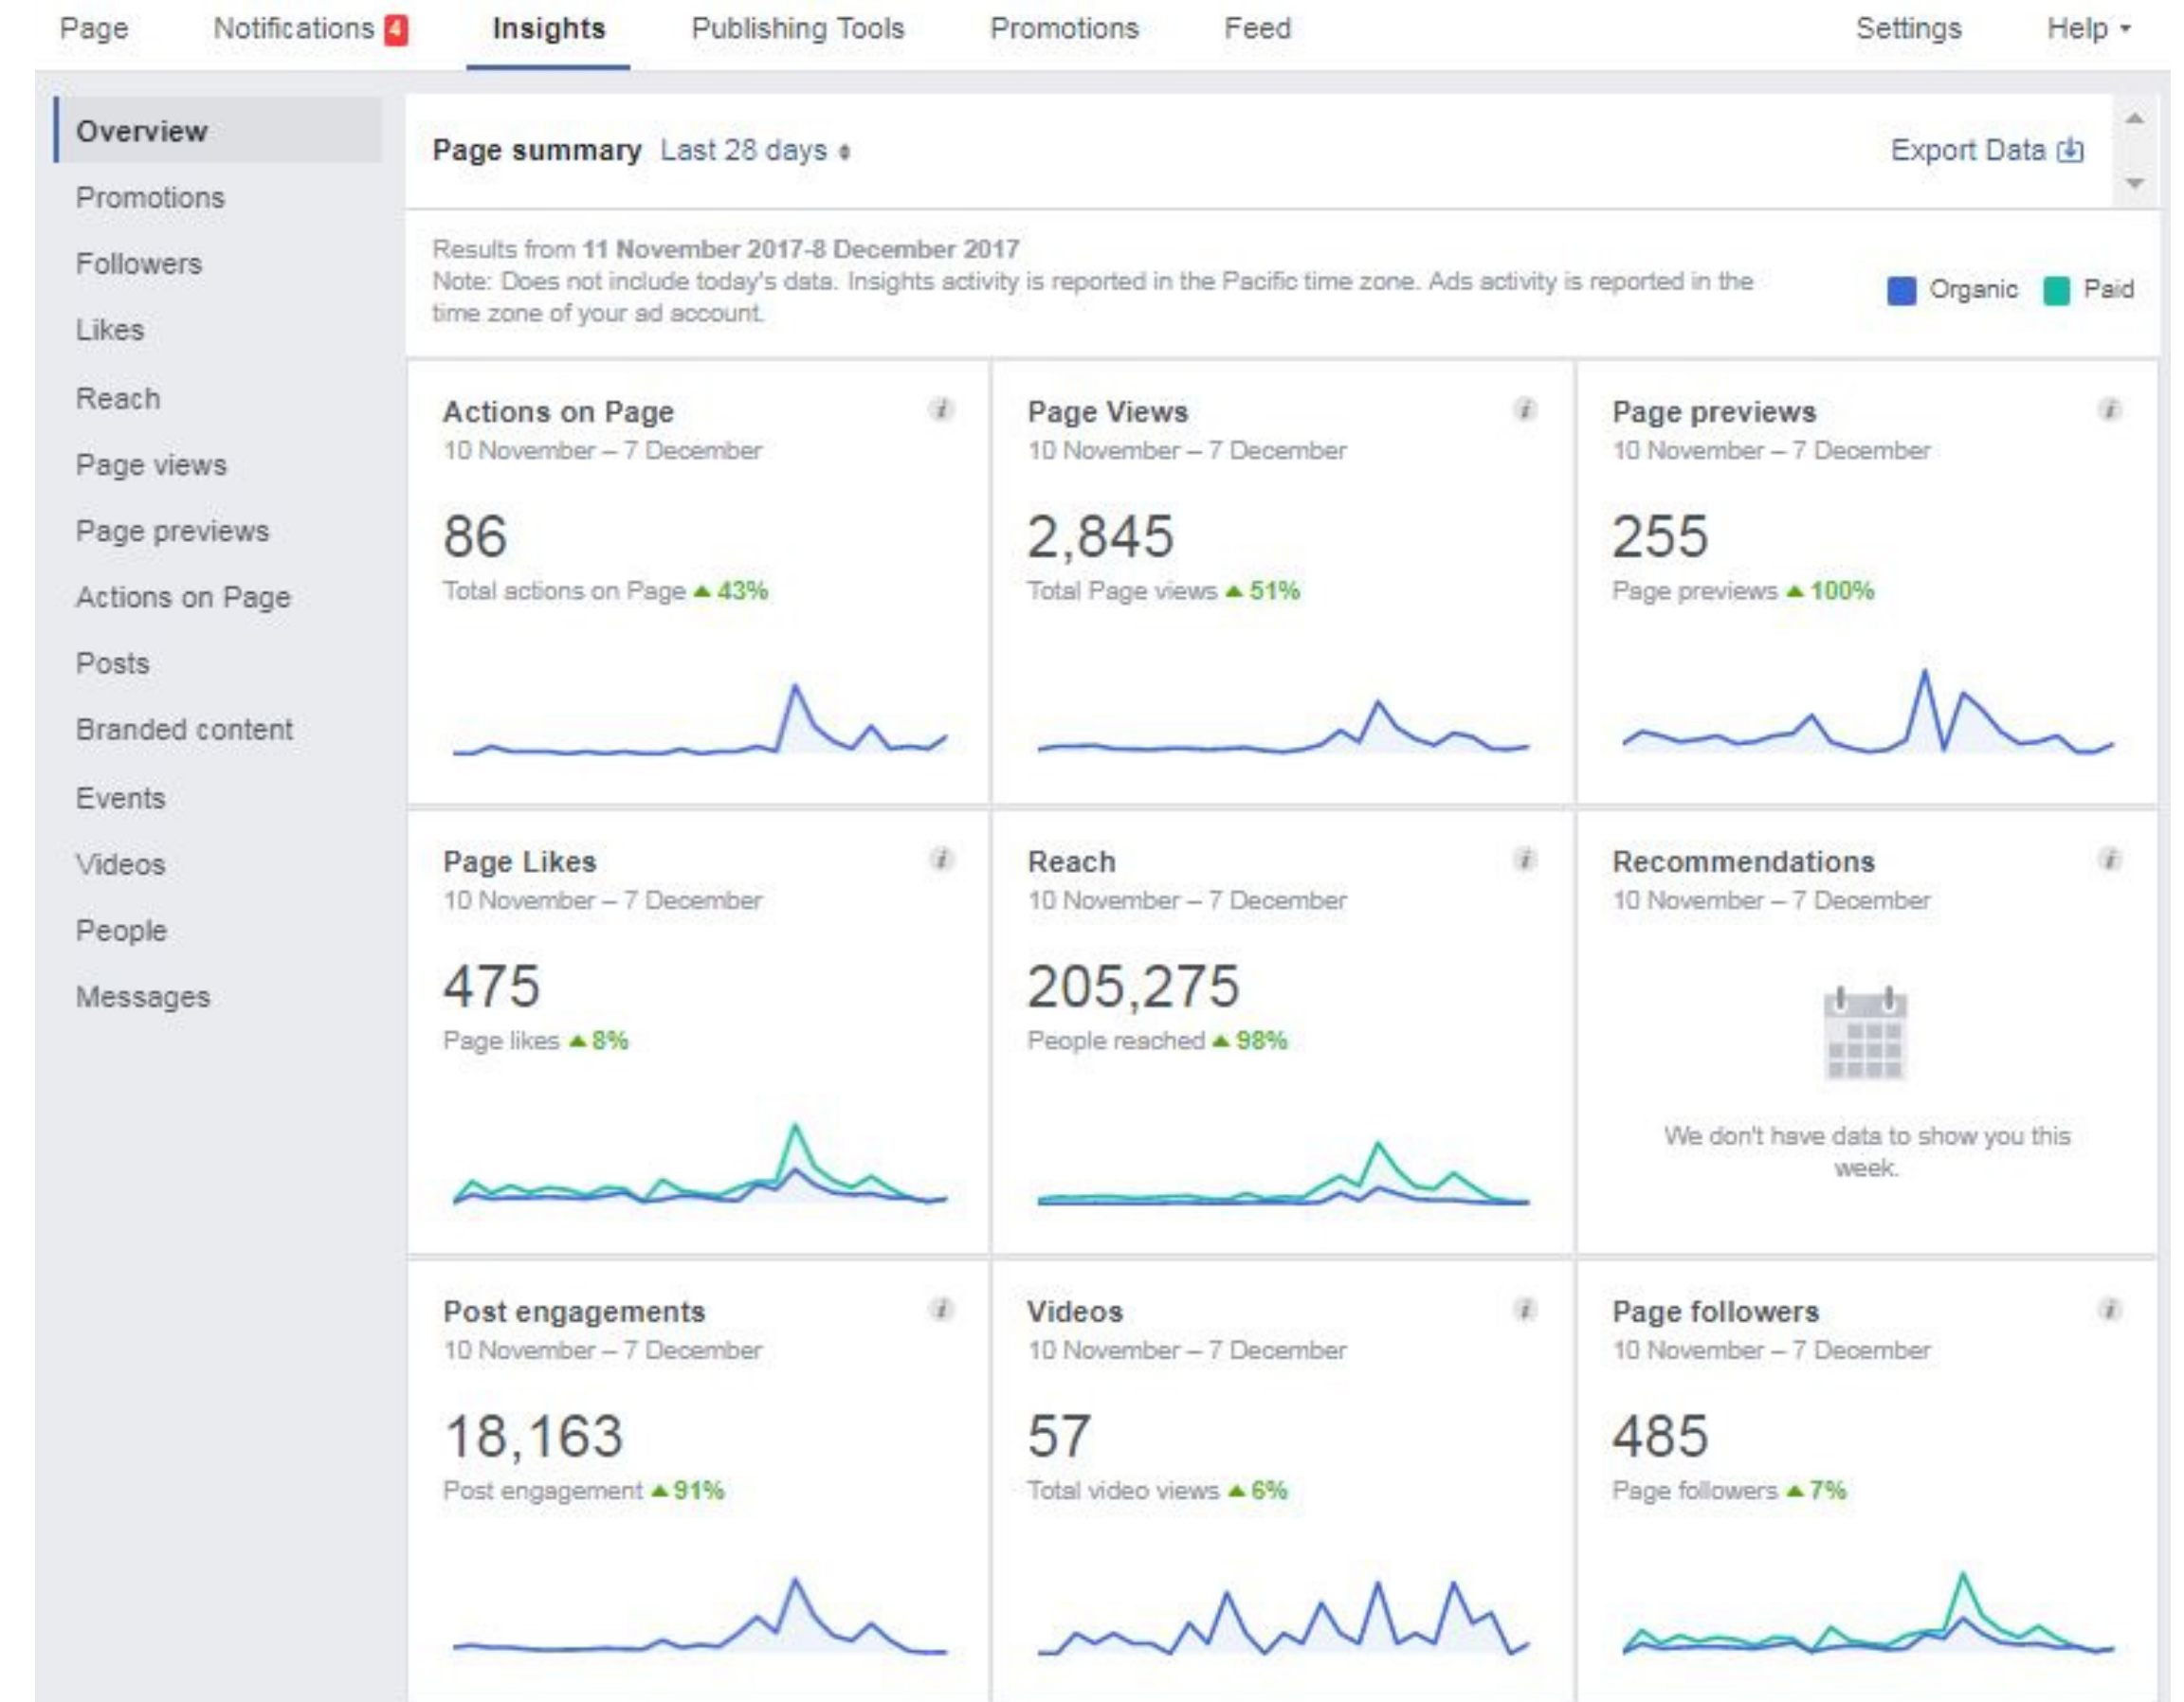 Page Notifications 4 Insights Publishing Tools Promotions Feed Settings Help
Overview
Promotions
Followers
Likes
Reach
Page views
Page previews
Actions on Page
Posts
Branded content
Events
Videos
People
Messages
Page summary Last 28 days Export Data
Results from 11 November 2017-8 December 2017
Note: Does not include today's data. Insights activity is reported in the Pacific time zone. Ads activity is reported in the
time zone of your ad account.
Organic Paid
Actions on Page
10 November – 7 December
86
Total actions on Page ▲ 43%
Page Views
10 November – 7 December
2,845
Total Page views ▲ 51%
Page previews
10 November – 7 December
255
Page previews ▲ 100%
Page Likes
10 November – 7 December
475
Page likes ▲ 8%
Reach
10 November – 7 December
205,275
People reached ▲ 98%
Recommendations
10 November – 7 December
We don't have data to show you this
week.
Post engagements
10 November – 7 December
18,163
Post engagement ▲ 91%
Videos
10 November – 7 December
57
Total video views ▲ 6%
Page followers
10 November – 7 December
485
Page followers ▲ 7%